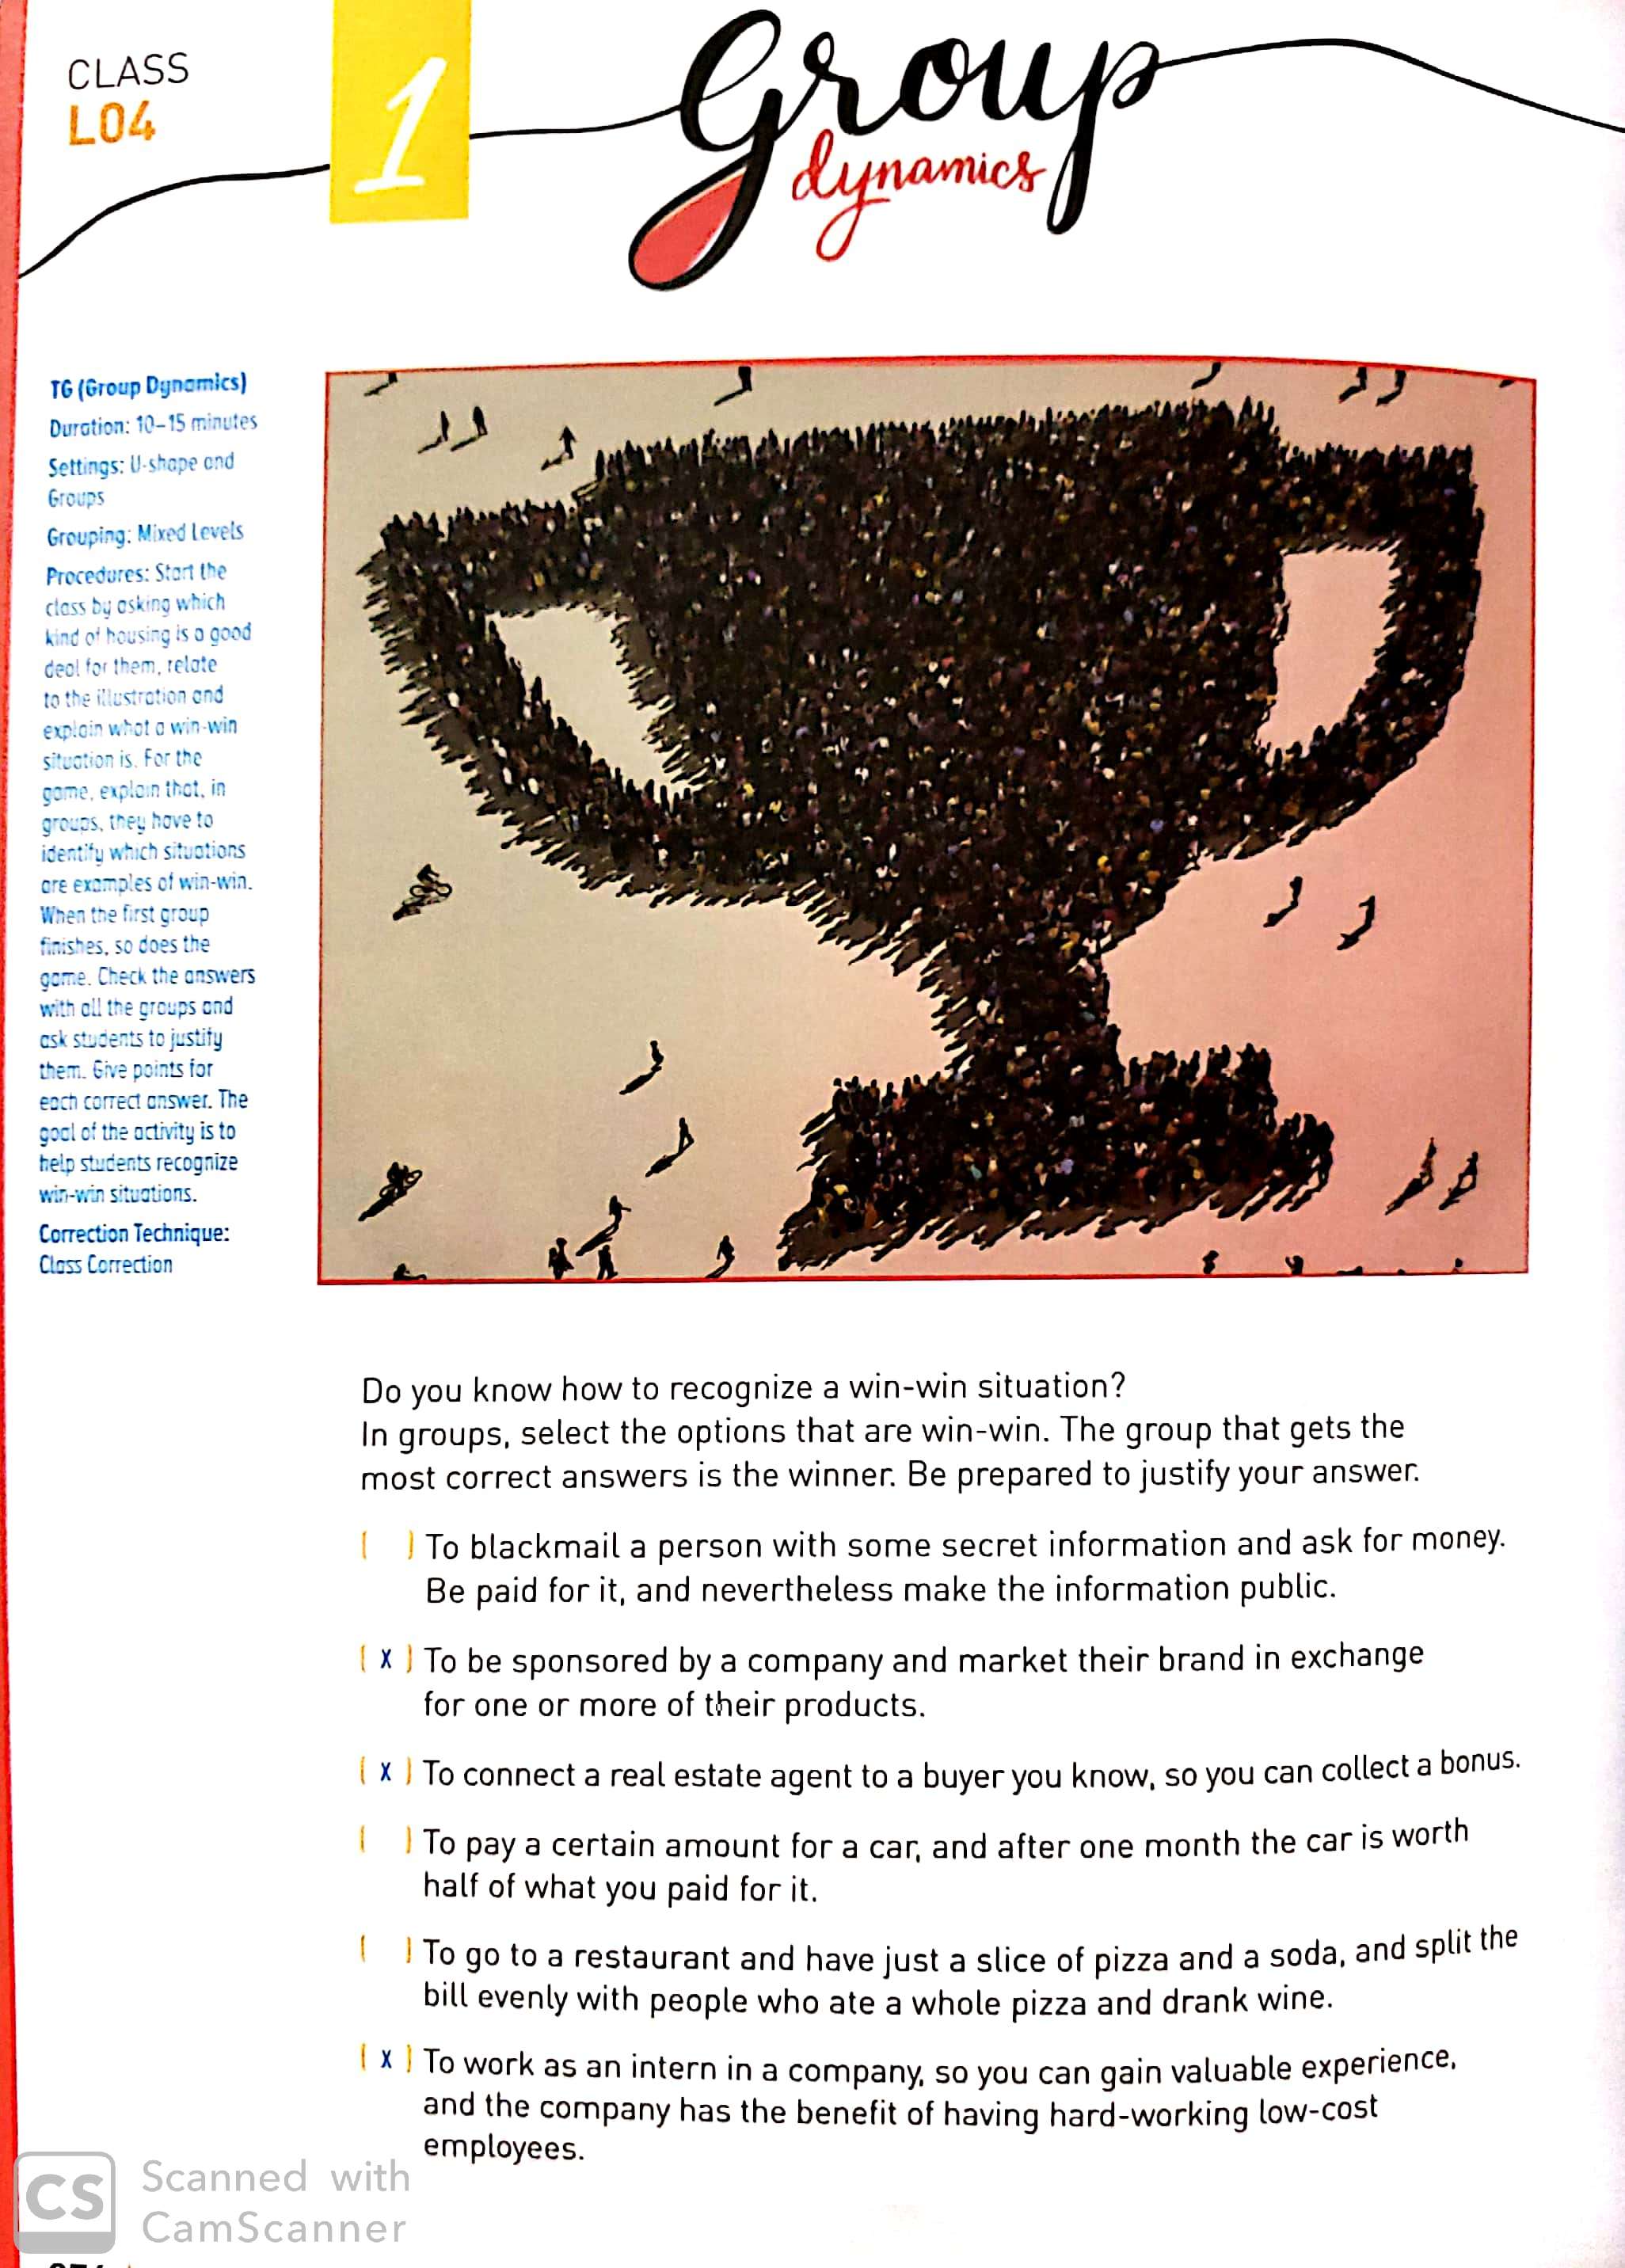 CLASS
L04
1
Group
dynamics
TG (Group Dynamics)
Duration: 10–15 minutes
Settings: U-shape and
Groups
Grouping: Mixed Levels
Procedures: Start the
class by asking which
kind of housing is a good
deal for them, relate
to the illustration and
explain what a win-win
situation is. For the
game, explain that, in
groups, they have to
identify which situations
are examples of win-win.
When the first group
finishes, so does the
game. Check the answers
with all the groups and
ask students to justify
them. Give points for
each correct answer. The
goal of the activity is to
help students recognize
win-win situations.
Correction Technique:
Class Correction
Do you know how to recognize a win-win situation?
In groups, select the options that are win-win. The group that gets the
most correct answers is the winner. Be prepared to justify your answer.
( ) To blackmail a person with some secret information and ask for money.
Be paid for it, and nevertheless make the information public.
( x ) To be sponsored by a company and market their brand in exchange
for one or more of their products.
( x ) To connect a real estate agent to a buyer you know, so you can collect a bonus.
( ) To pay a certain amount for a car, and after one month the car is worth
half of what you paid for it.
( ) To go to a restaurant and have just a slice of pizza and a soda, and split the
bill evenly with people who ate a whole pizza and drank wine.
( x ) To work as an intern in a company, so you can gain valuable experience,
and the company has the benefit of having hard-working low-cost
employees.
CS Scanned with
CamScanner